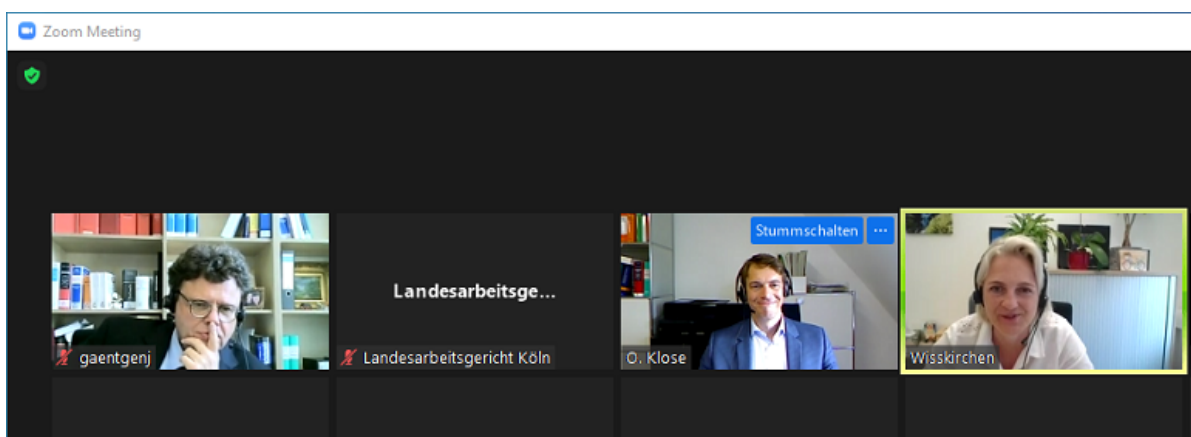 Zoom Meeting
Stummschalten ...
Landesarbeitsge...
gaentgenj
Landesarbeitsgericht Köln
O. Klose
Wisskirchen